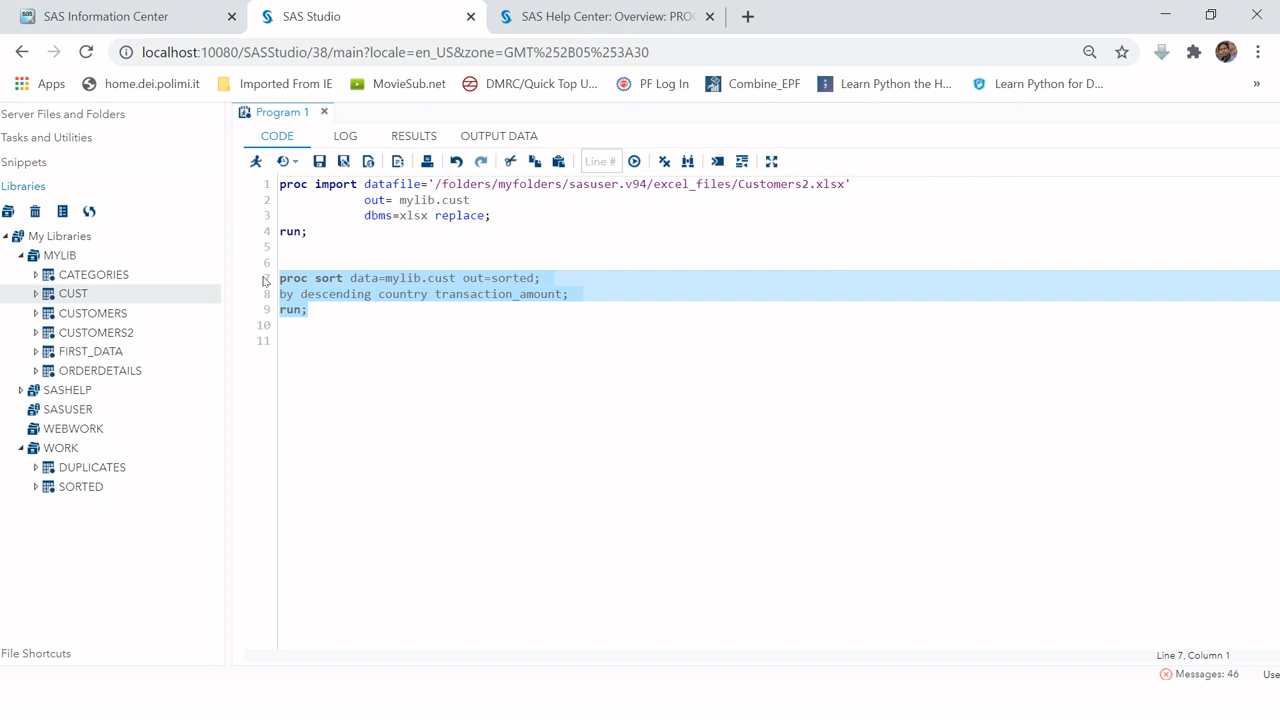 SAS Information Center
SAS Studio
SAS Help Center: Overview: PROC
localhost:10080/SASStudio/38/main?locale=en_US&zone=GMT%252B05%253A30
Apps
home.dei.polimi.it
Imported From IE
MovieSub.net
DMRC/Quick Top U...
PF Log In
Combine_EPF
Learn Python the H...
Learn Python for D...
»
Server Files and Folders
Tasks and Utilities
Snippets
Libraries
My Libraries
MYLIB
CATEGORIES
CUST
CUSTOMERS
CUSTOMERS2
FIRST_DATA
ORDERDETAILS
SASHELP
SASUSER
WEBWORK
WORK
DUPLICATES
SORTED
File Shortcuts
Program 1
CODE
LOG
RESULTS
OUTPUT DATA
Line #
1 proc import datafile='/folders/myfolders/sasuser.v94/excel_files/Customers2.xlsx'
2 out= mylib.cust
3 dbms=xlsx replace;
4 run;
5
6
7 proc sort data=mylib.cust out=sorted;
8 by descending country transaction_amount;
9 run;
10
11
Line 7, Column 1
Messages: 46
Use